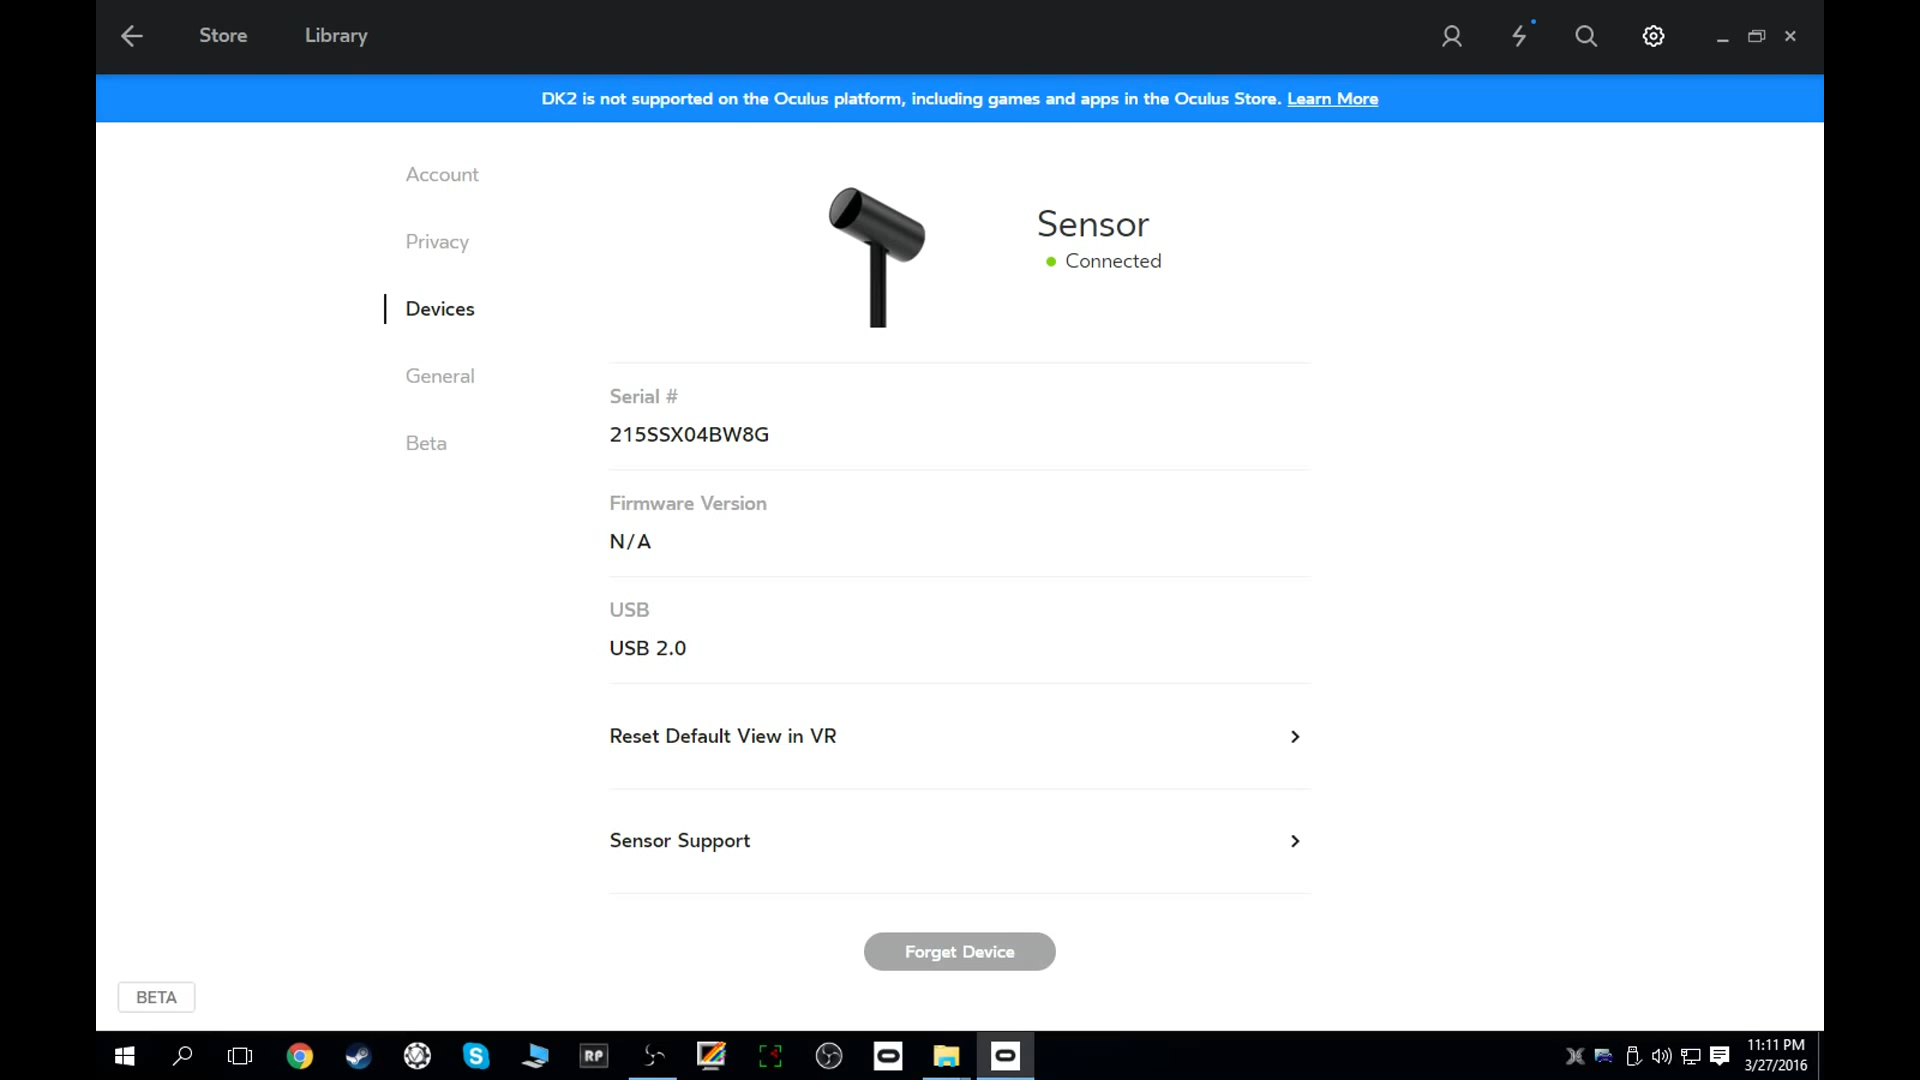 Store
Library
DK2 is not supported on the Oculus platform, including games and apps in the Oculus Store. Learn More
Account
Privacy
Devices
General
Beta
Sensor
Connected
Serial #
215SSX04BW8G
Firmware Version
N/A
USB
USB 2.0
Reset Default View in VR
Sensor Support
Forget Device
BETA
RP
11:11 PM
3/27/2016